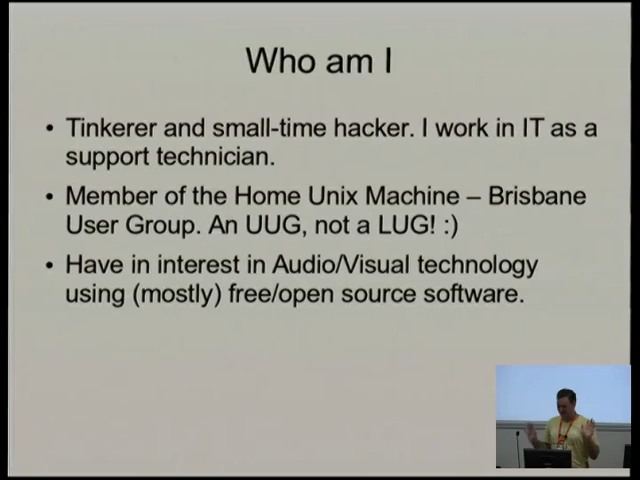 Who am I
• Tinkerer and small-time hacker. I work in IT as a
support technician.
• Member of the Home Unix Machine – Brisbane
User Group. An UUG, not a LUG! :)
• Have in interest in Audio/Visual technology
using (mostly) free/open source software.